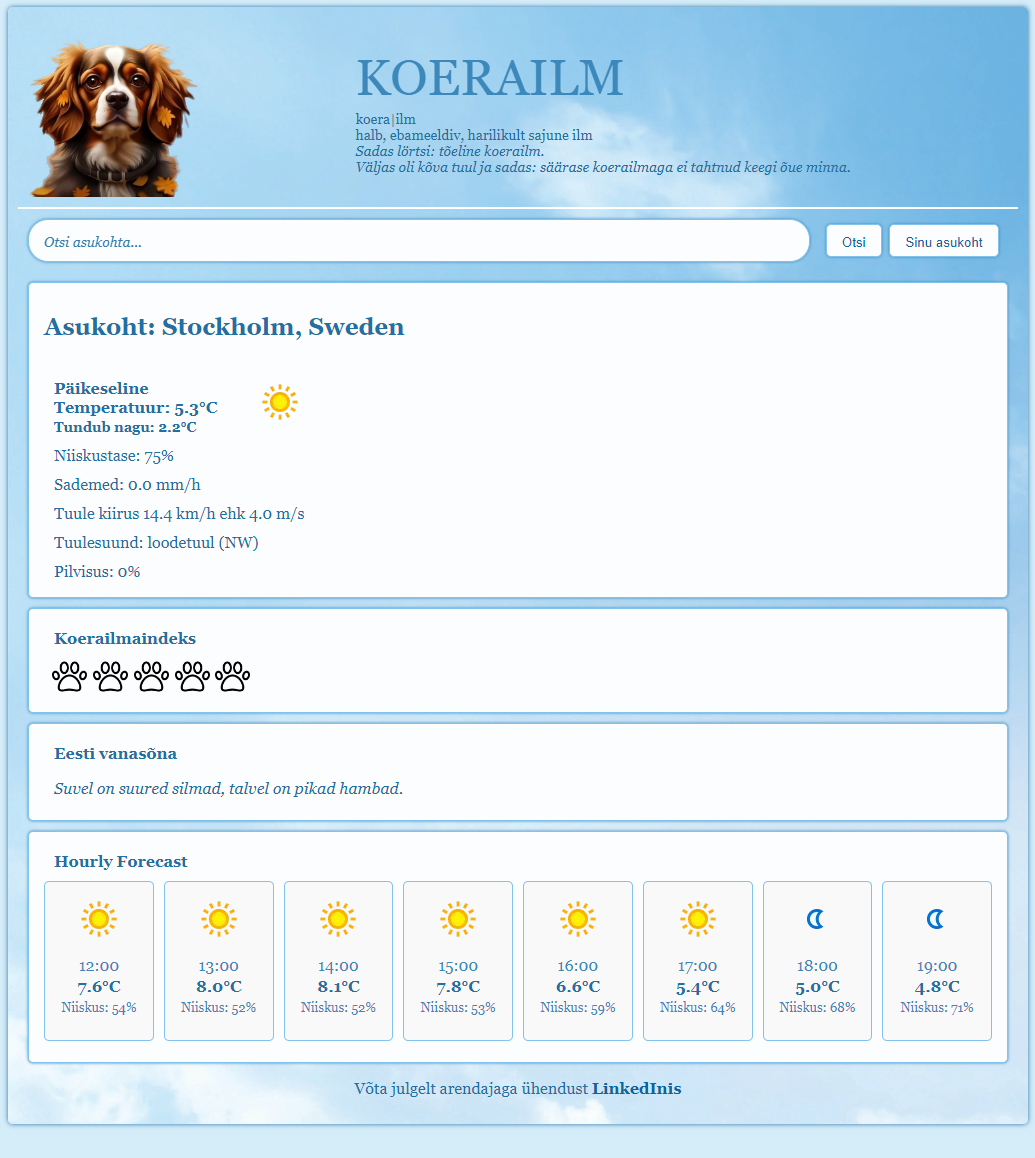 KOERAILM
koera|ilm
halb, ebameeldiv, harilikult sajune ilm
Sadas lörtsi: tõeline koerailm.
Väljas oli kõva tuul ja sadas: säärase koerailmaga ei tahtnud keegi õue minna.
Otsi asukohta... Otsi Sinu asukoht
Asukoht: Stockholm, Sweden
Päikeseline
Temperatuur: 5.3°C
Tundub nagu: 2.2°C
Niiskustase: 75%
Sademed: 0.0 mm/h
Tuule kiirus 14.4 km/h ehk 4.0 m/s
Tuulesuund: loodetuul (NW)
Pilvisus: 0%
Koerailmaindeks
Eesti vanasõna
Suvel on suured silmad, talvel on pikad hambad.
Hourly Forecast
12:00 13:00 14:00 15:00 16:00 17:00 18:00 19:00
7.6°C 8.0°C 8.1°C 7.8°C 6.6°C 5.4°C 5.0°C 4.8°C
Niiskus: 54% Niiskus: 52% Niiskus: 52% Niiskus: 53% Niiskus: 59% Niiskus: 64% Niiskus: 68% Niiskus: 71%
Võta julgelt arendajaga ühendust LinkedInis